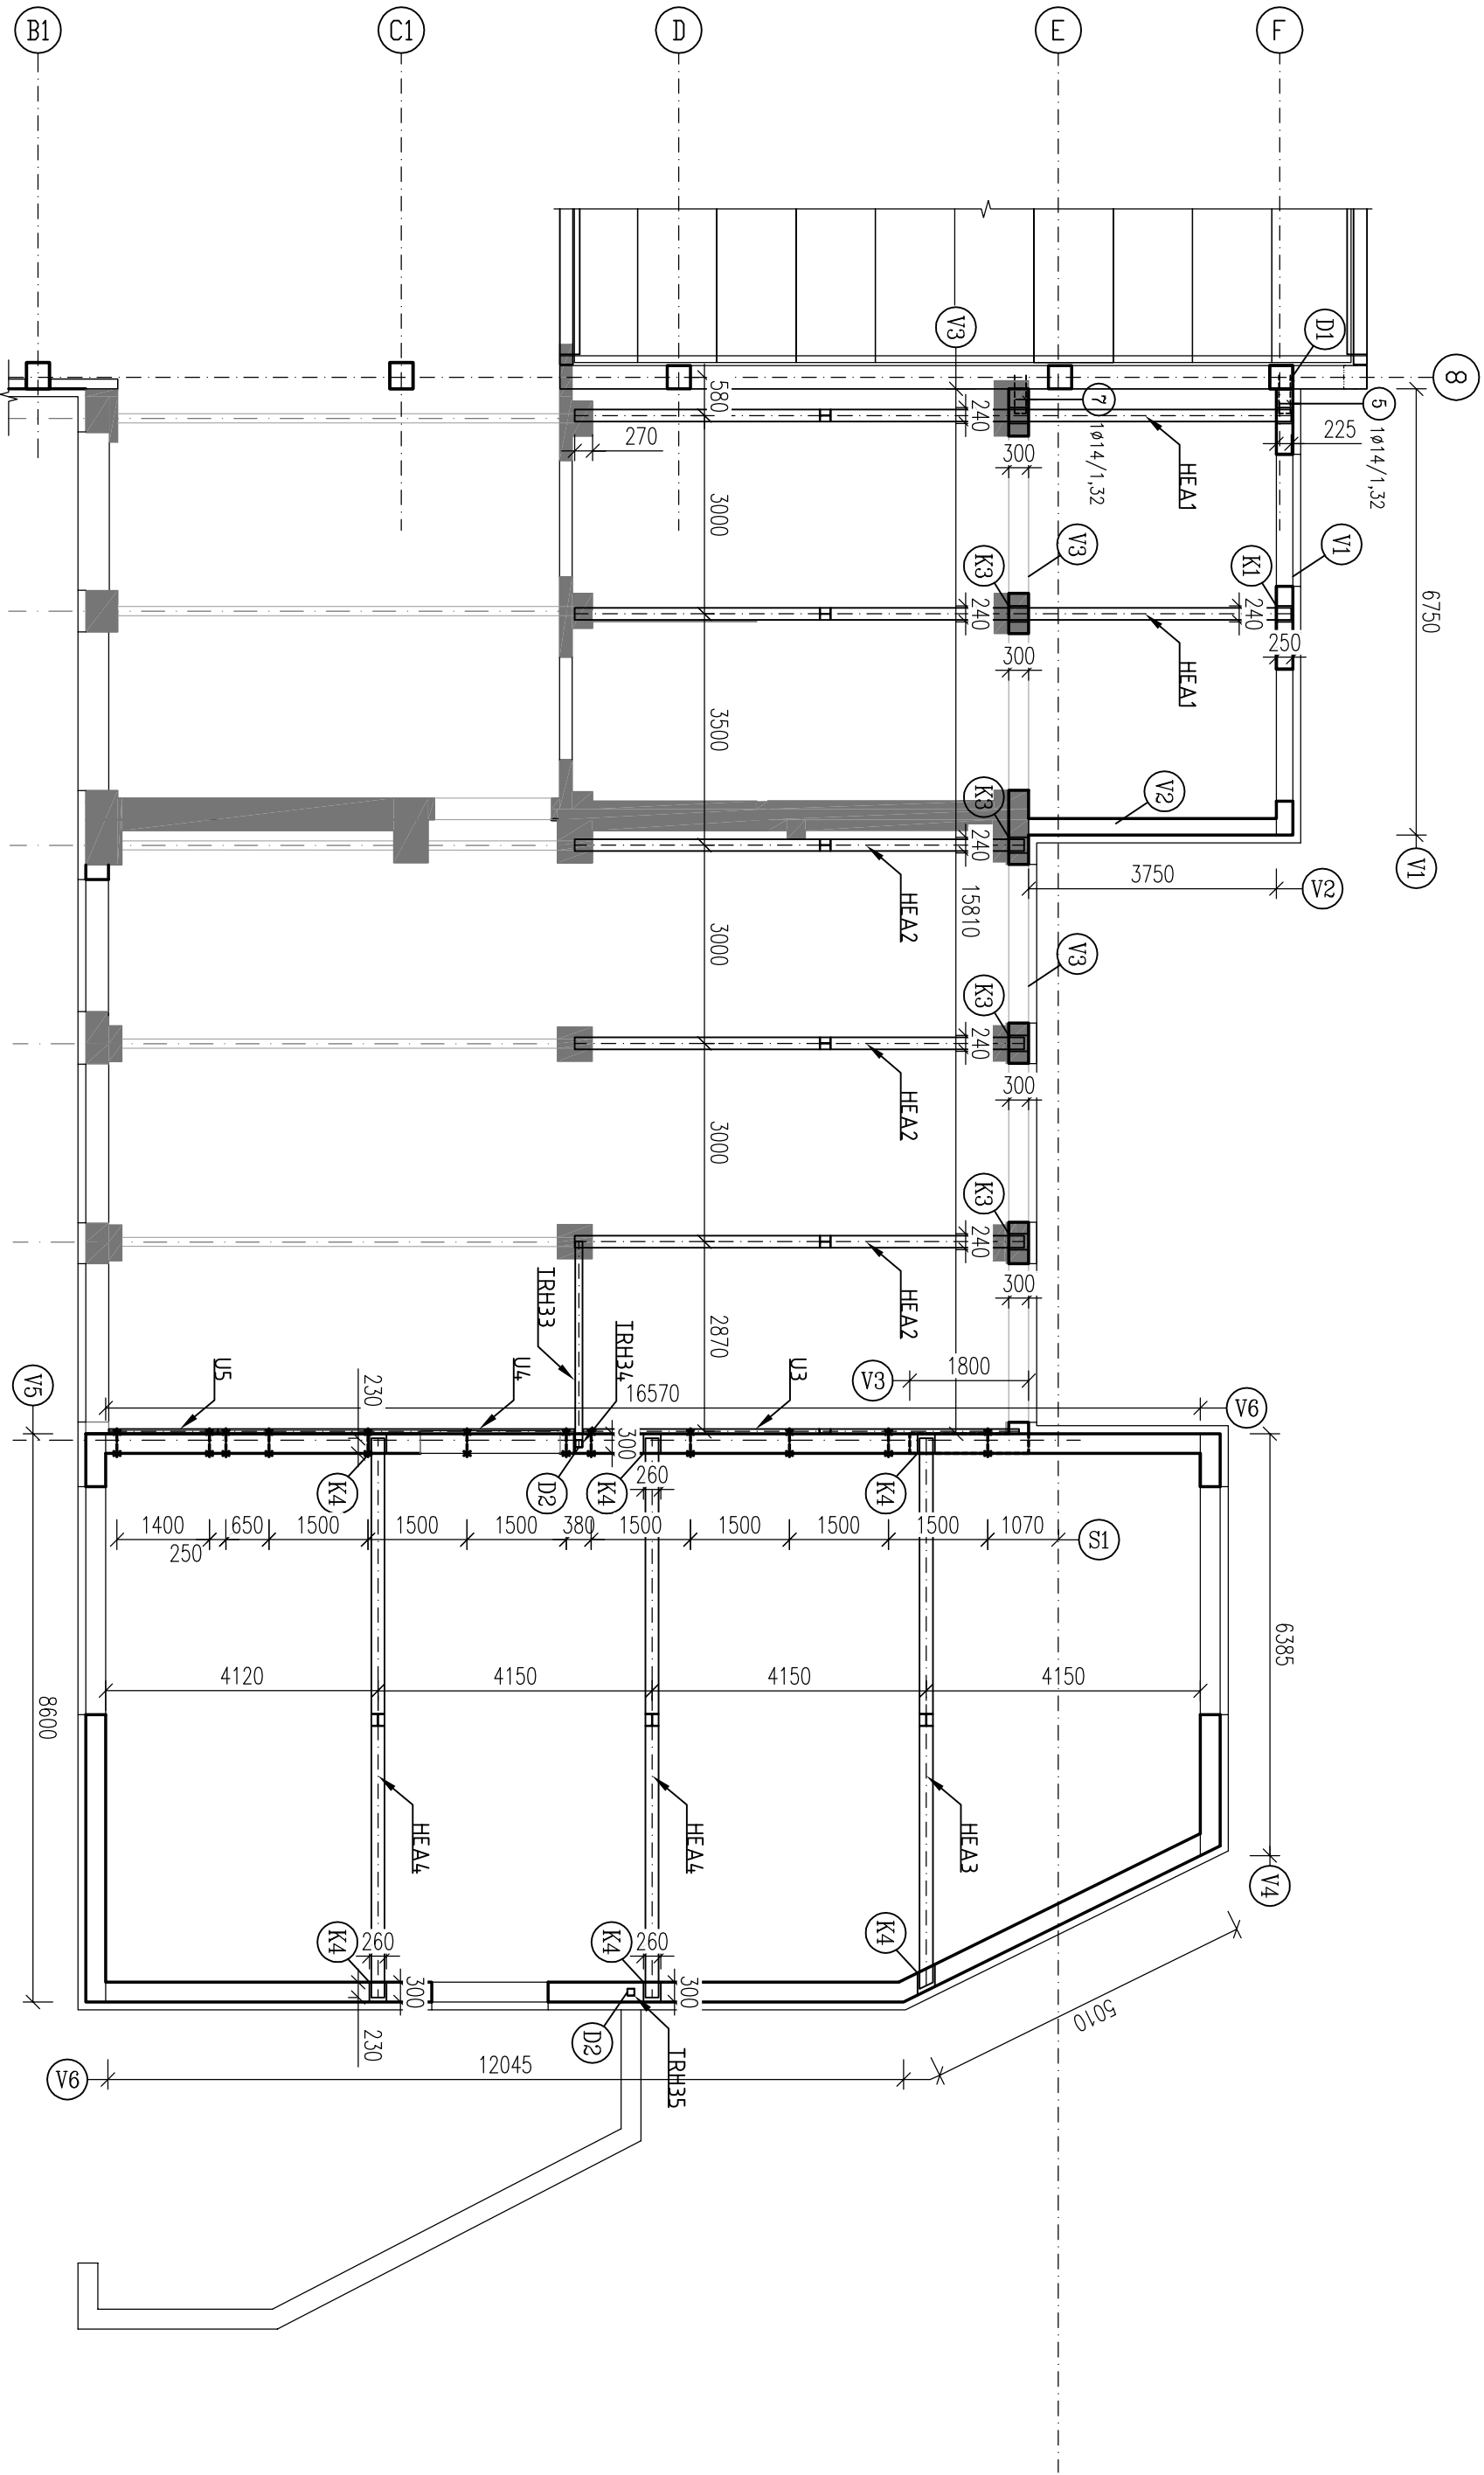 B1
C1
D
E
F
8
V3
D1
5
1ø14/1,32
7
1ø14/1,32
225
580
240
270
300
HEA1
3000
V3
V1
K3
K1
6750
240
240
250
300
HEA1
3500
V2
K3
240
V1
3750
V2
15810
HEA2
3000
V3
K3
240
300
HEA2
3000
K3
240
300
HEA2
2870
IRH33
IRH34
U5
U4
U3
V3
1800
V5
230
16570
V6
300
K4
D2
K4
260
K4
1400
250
650
1500
1500
1500
380
1500
1500
1500
1500
1070
S1
6385
4120
4150
4150
4150
8600
HEA4
HEA4
HEA3
V4
K4
260
K4
260
K4
300
300
230
D2
5010
IRH35
V6
12045